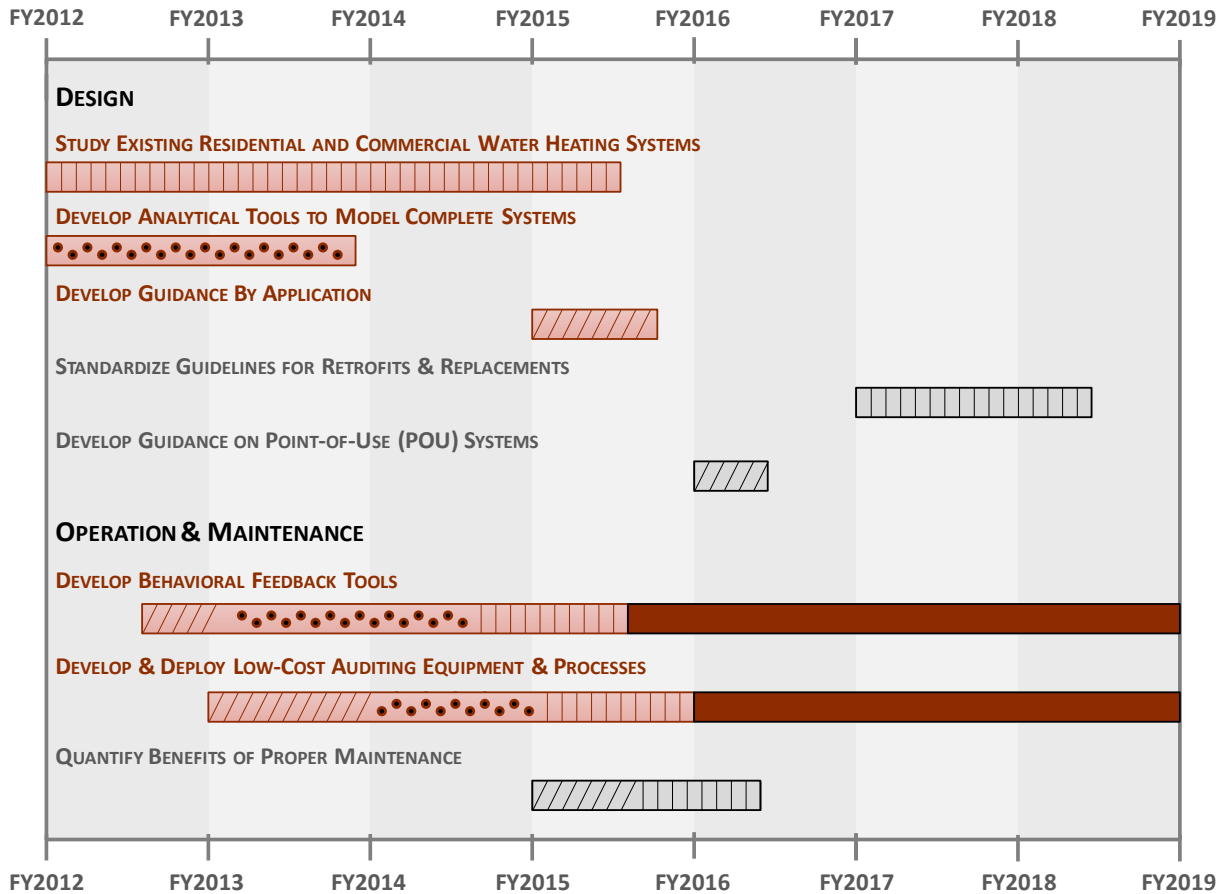 FY2012 FY2013 FY2014 FY2015 FY2016 FY2017 FY2018 FY2019
DESIGN
STUDY EXISTING RESIDENTIAL AND COMMERCIAL WATER HEATING SYSTEMS
DEVELOP ANALYTICAL TOOLS TO MODEL COMPLETE SYSTEMS
DEVELOP GUIDANCE BY APPLICATION
STANDARDIZE GUIDELINES FOR RETROFITS & REPLACEMENTS
DEVELOP GUIDANCE ON POINT-OF-USE (POU) SYSTEMS
OPERATION & MAINTENANCE
DEVELOP BEHAVIORAL FEEDBACK TOOLS
DEVELOP & DEPLOY LOW-COST AUDITING EQUIPMENT & PROCESSES
QUANTIFY BENEFITS OF PROPER MAINTENANCE
FY2012 FY2013 FY2014 FY2015 FY2016 FY2017 FY2018 FY2019